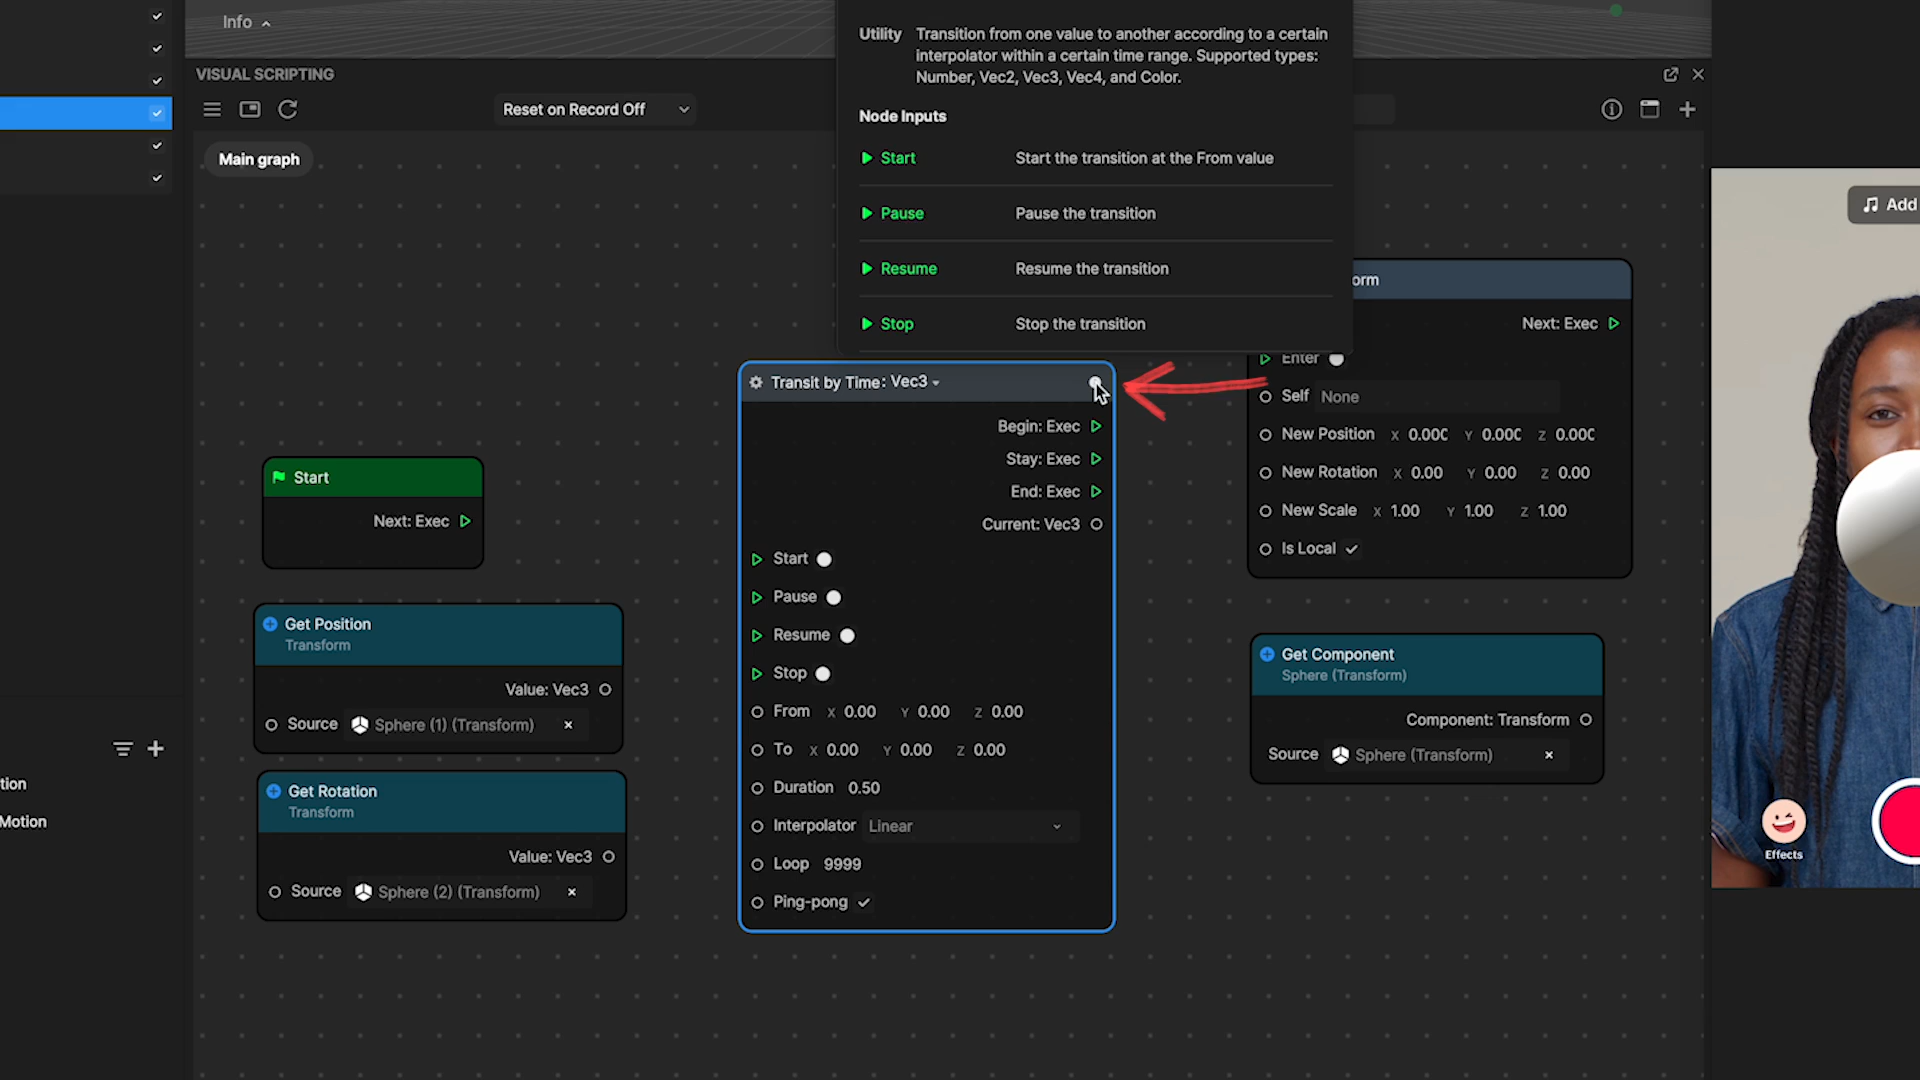 Info
VISUAL SCRIPTING
Reset on Record Off
Main graph
Utility Transition from one value to another according to a certain
interpolator within a certain time range. Supported types:
Number, Vec2, Vec3, Vec4, and Color.
Node Inputs
Start Start the transition at the From value
Pause Pause the transition
Resume Resume the transition
Stop Stop the transition
Start
Next: Exec
Get Position
Transform
Value: Vec3
Source Sphere (1) (Transform) ×
Get Rotation
Transform
Value: Vec3
Source Sphere (2) (Transform) ×
Transit by Time: Vec3
Begin: Exec
Stay: Exec
End: Exec
Current: Vec3
Start
Pause
Resume
Stop
From X 0.00 Y 0.00 Z 0.00
To X 0.00 Y 0.00 Z 0.00
Duration 0.50
Interpolator Linear
Loop 9999
Ping-pong
orm
Next: Exec
Enter
Self None
New Position X 0.00 Y 0.00 Z 0.00
New Rotation X 0.00 Y 0.00 Z 0.00
New Scale X 1.00 Y 1.00 Z 1.00
Is Local
Get Component
Sphere (Transform)
Component: Transform
Source Sphere (Transform) ×
tion
Motion
Add
Effects